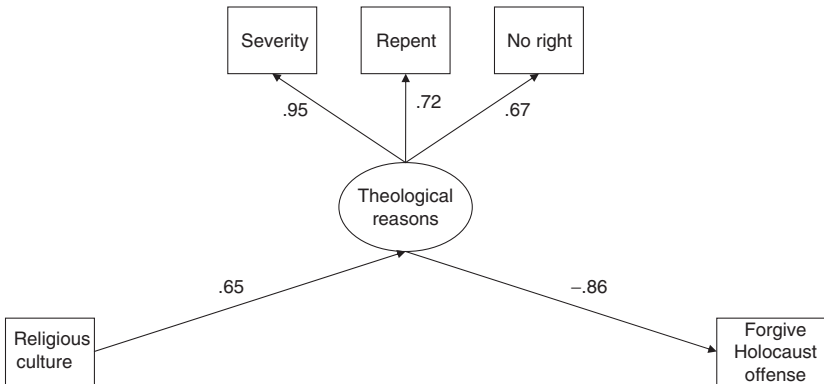 Severity
Repent
No right
.95
.72
.67
Theological
reasons
.65
−.86
Religious
culture
Forgive
Holocaust
offense